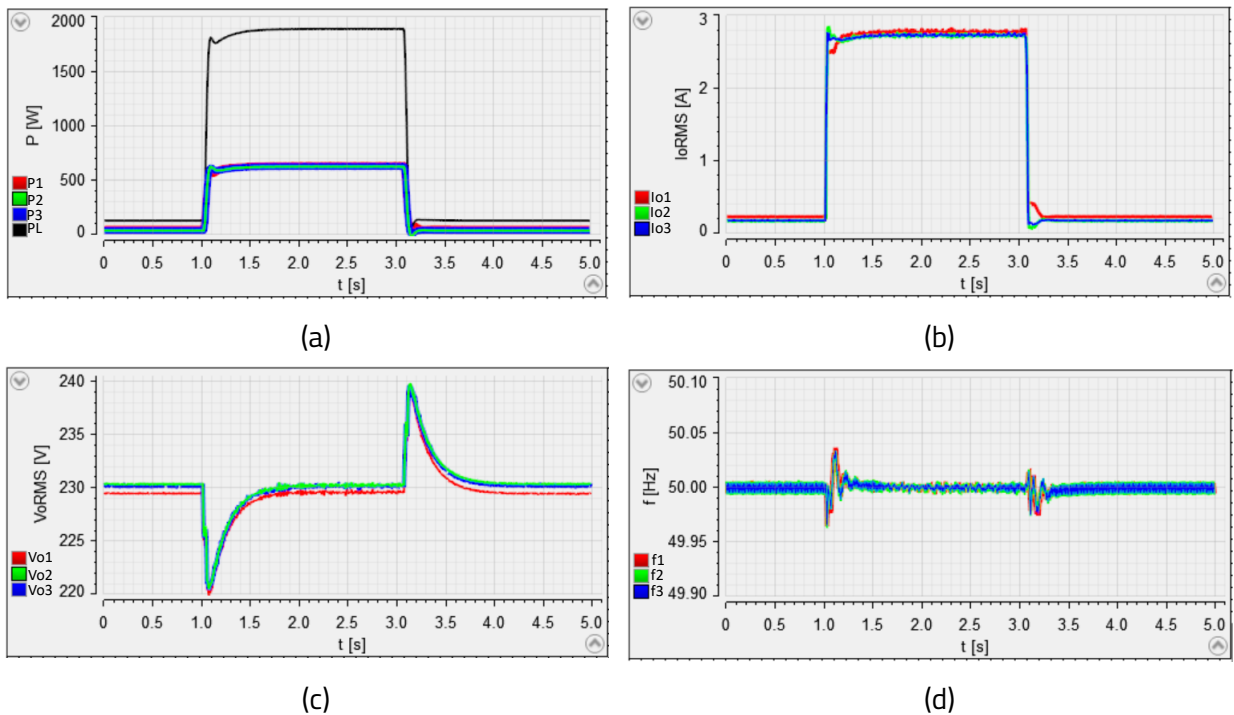 2000
1500
1000
500
0
P [W]
P1
P2
P3
PL
0 0.5 1.0 1.5 2.0 2.5 3.0 3.5 4.0 4.5 5.0
t [s]
(a)
3
2
1
0
IoRMS [A]
Io1
Io2
Io3
0 0.5 1.0 1.5 2.0 2.5 3.0 3.5 4.0 4.5 5.0
t [s]
(b)
240
235
230
225
220
VoRMS [V]
Vo1
Vo2
Vo3
0 0.5 1.0 1.5 2.0 2.5 3.0 3.5 4.0 4.5 5.0
t [s]
(c)
50.10
50.05
50.00
49.95
49.90
f [Hz]
f1
f2
f3
0 0.5 1.0 1.5 2.0 2.5 3.0 3.5 4.0 4.5 5.0
t [s]
(d)